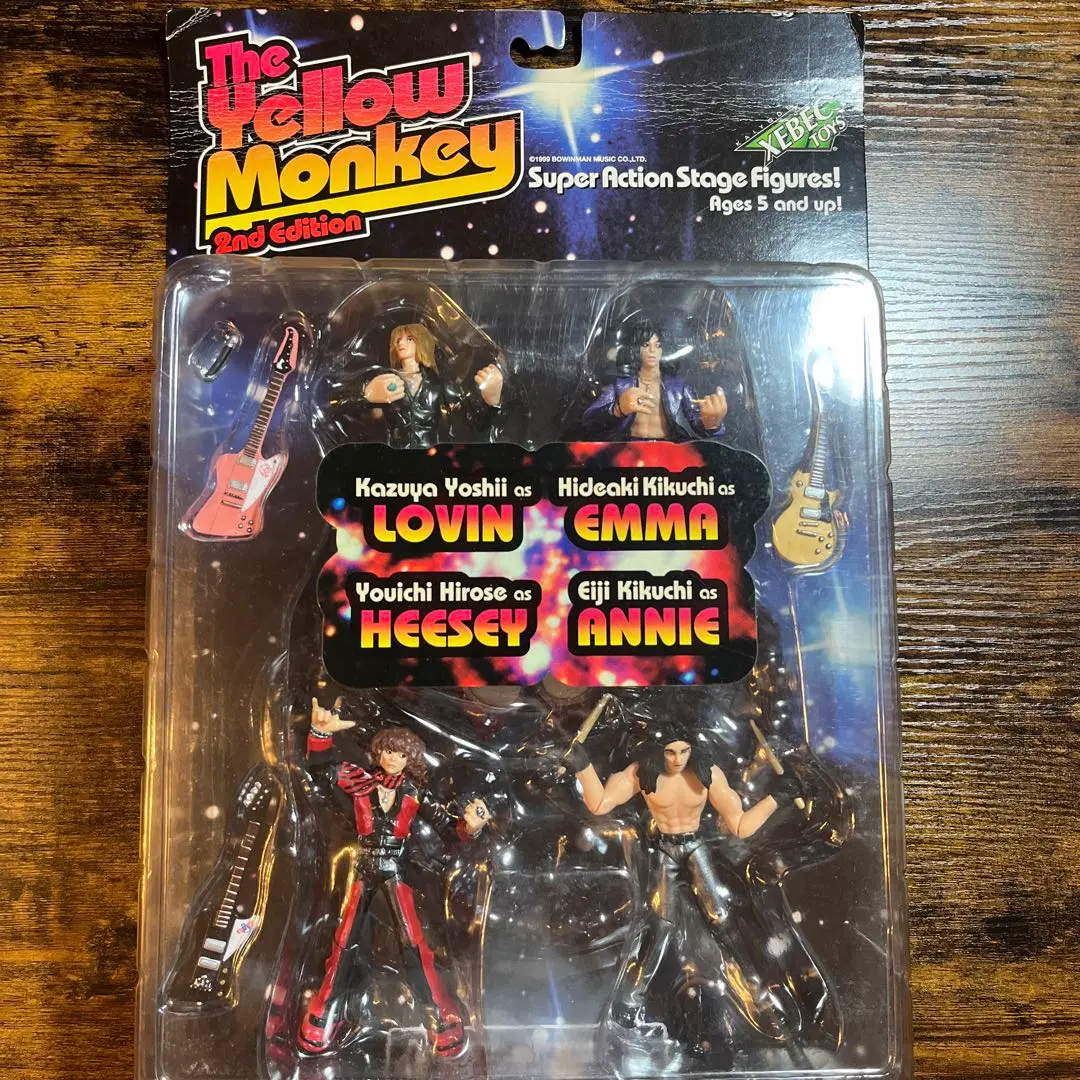 The
Yellow
Monkey
2nd Edition
XEBEC
TOYS
©1999 BOWINMAN MUSIC CO.,LTD.
Super Action Stage Figures!
Ages 5 and up!
Kazuya Yoshii as
LOVIN
Hideaki Kikuchi as
EMMA
Youichi Hirose as
HEESEY
Eiji Kikuchi as
ANNIE